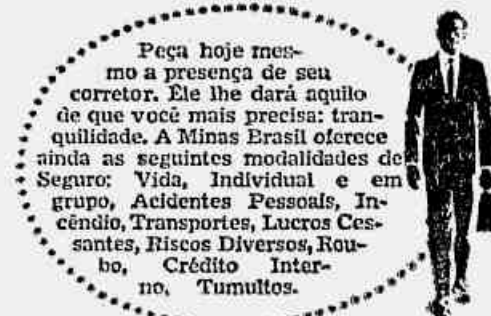 Peça hoje mes-
mo a presença de seu
corretor. Ele lhe dará aquilo
de que você mais precisa: tran-
quilidade. A Minas Brasil oferece
ainda as seguintes modalidades de
Seguro: Vida, Individual e em
grupo, Acidentes Pessoais, In-
cêndio, Transportes, Lucros Ces-
santes, Riscos Diversos, Rou-
bo, Crédito Inter-
no, Tumultos.